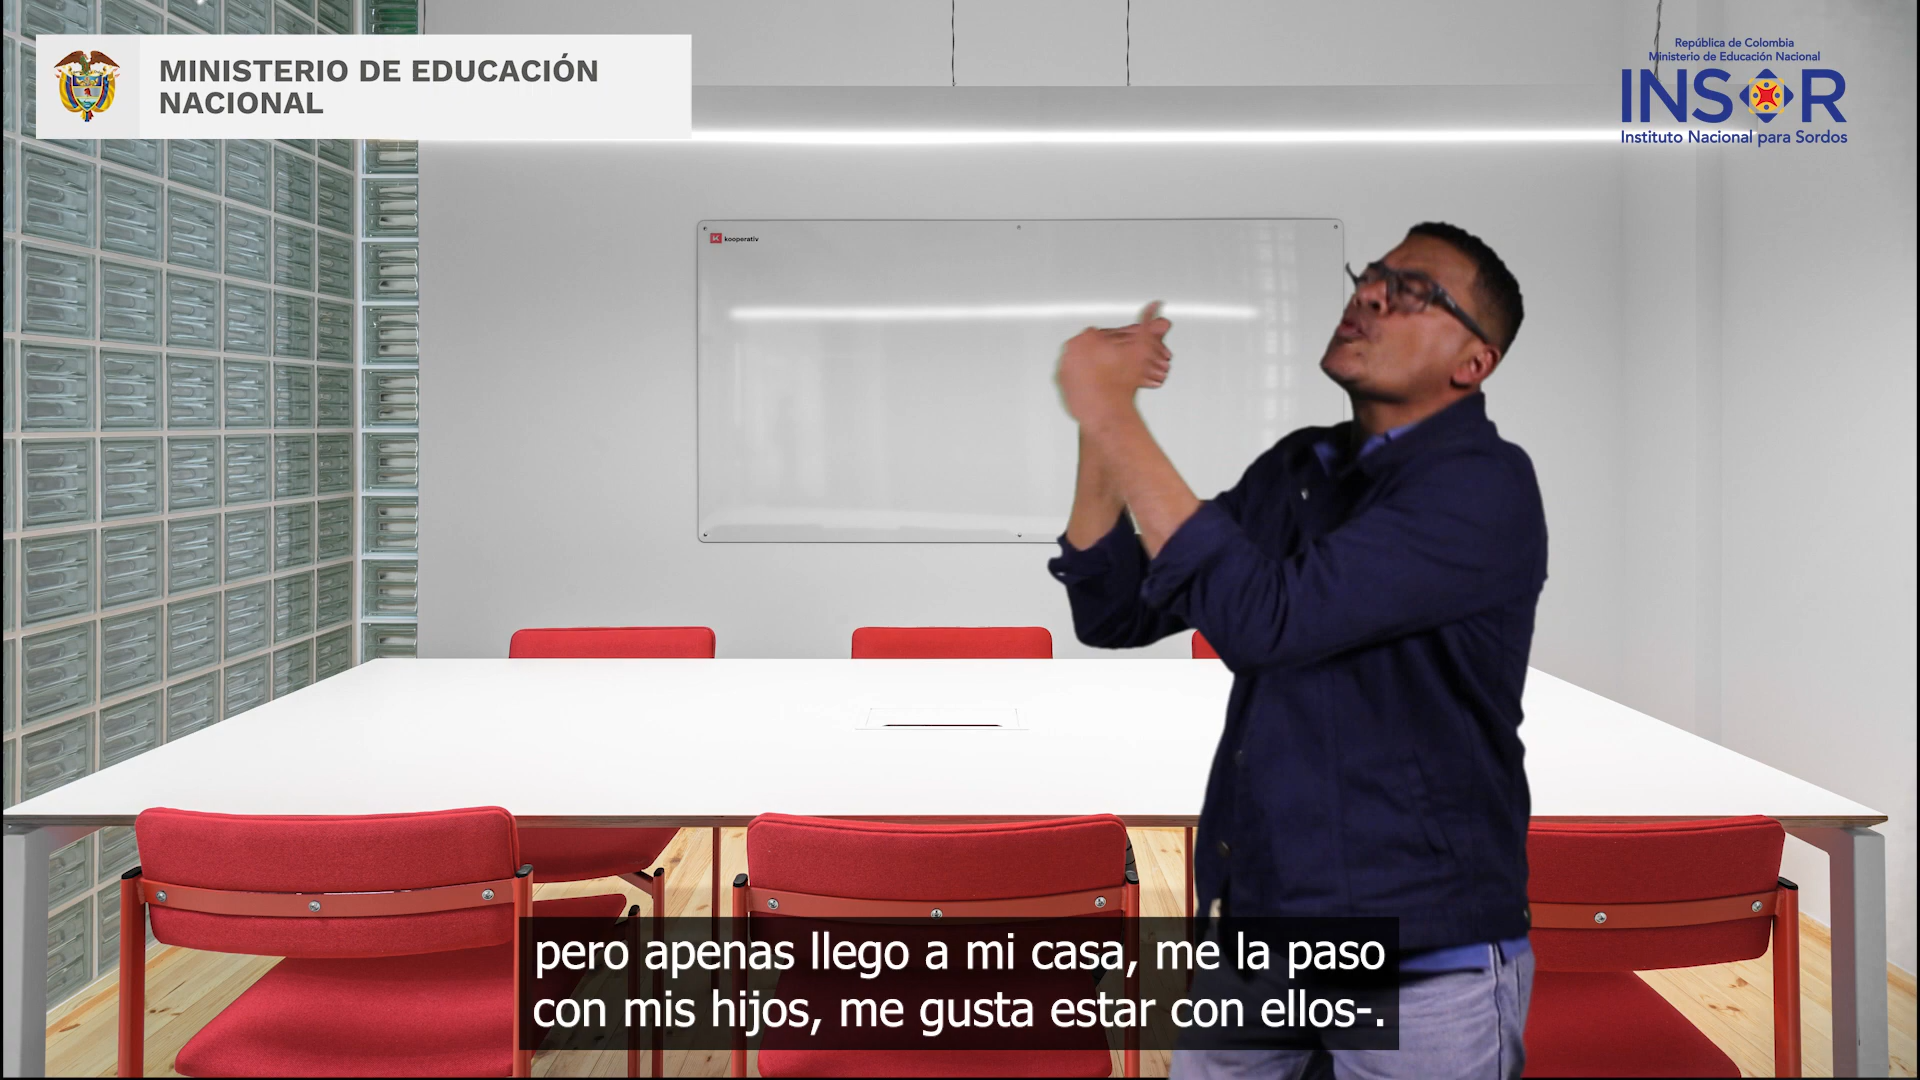 MINISTERIO DE EDUCACIÓN
NACIONAL
República de Colombia
Ministerio de Educación Nacional
INSOR
Instituto Nacional para Sordos
K kooperativ
pero apenas llego a mi casa, me la paso
con mis hijos, me gusta estar con ellos-.